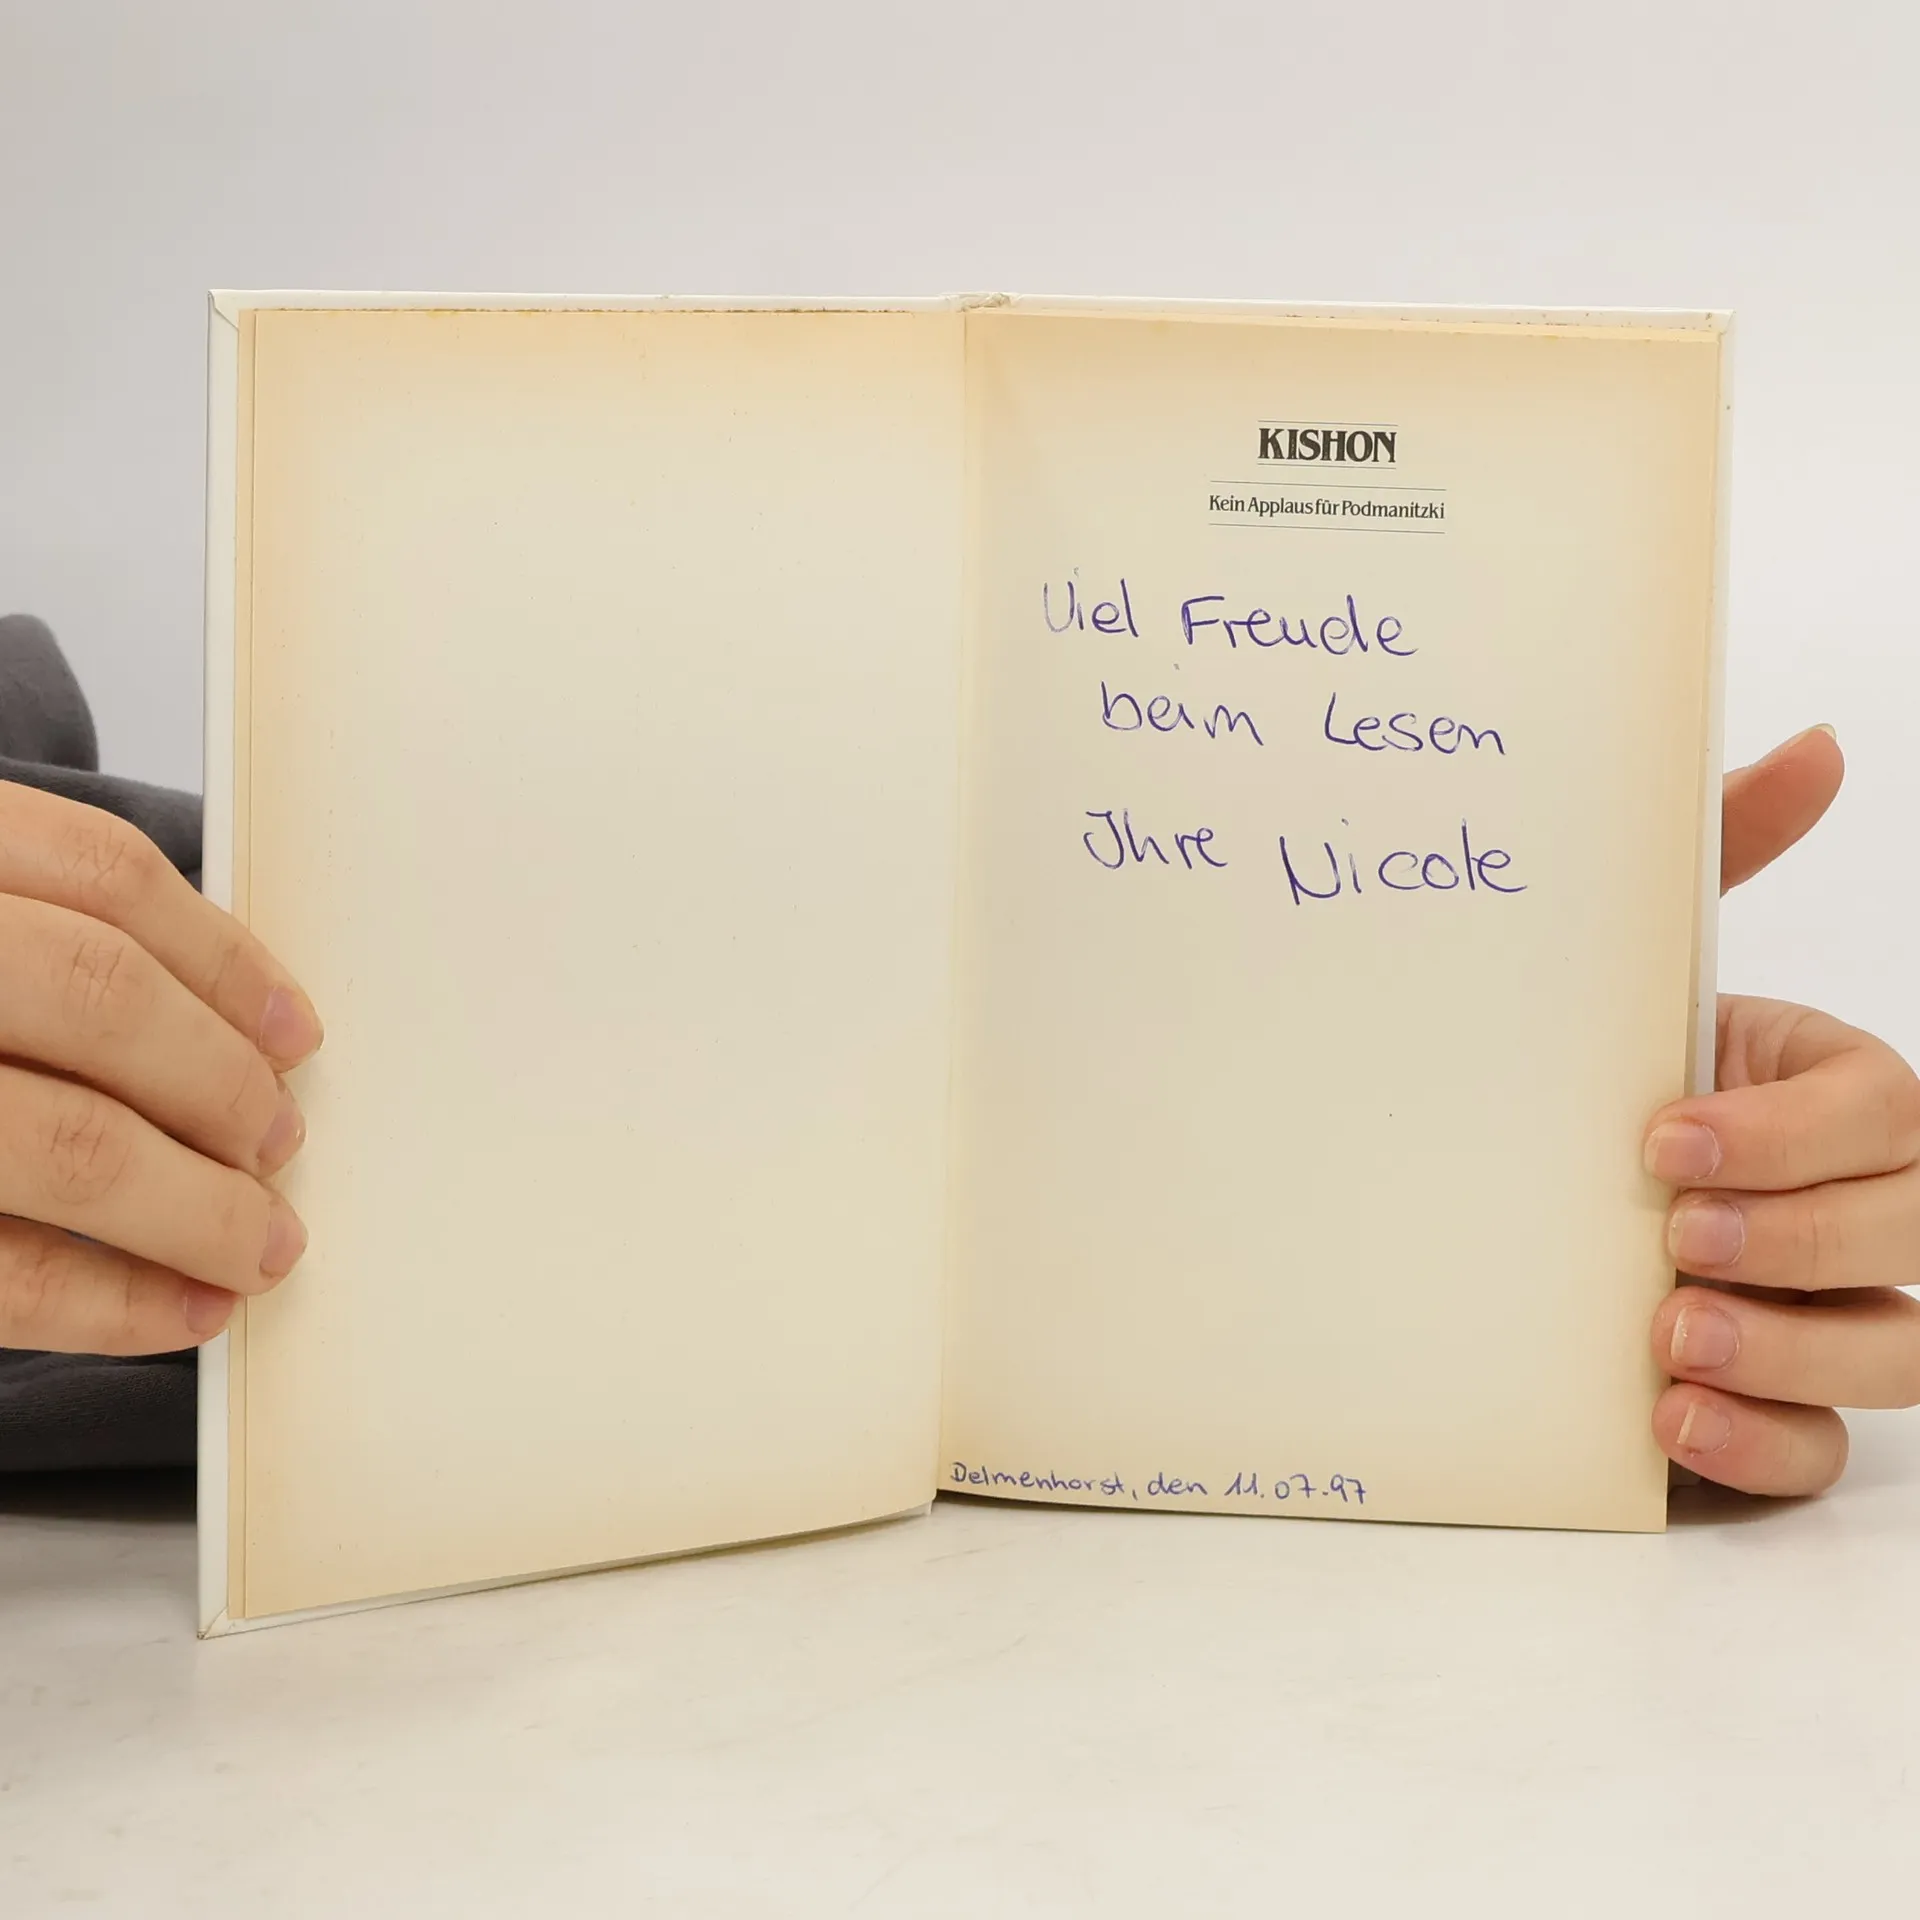 KISHON
Kein Applaus für Podmanitzki
Viel Freude
beim Lesen
Ihre Nicole
Delmenhorst, den 11.07.97